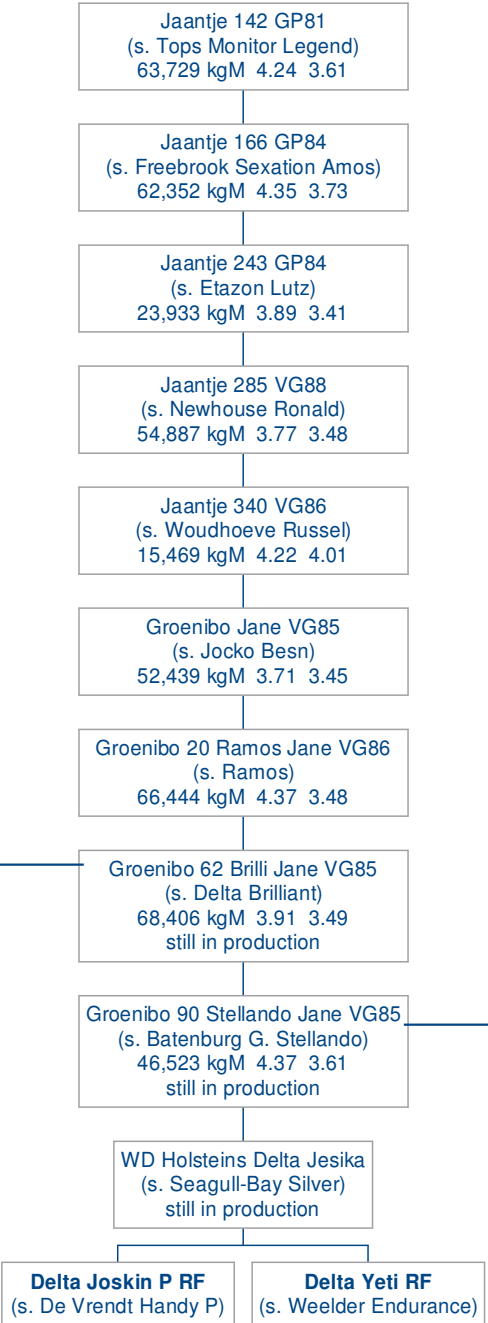 Jaantje 142 GP81
(s. Tops Monitor Legend)
63,729 kgM 4.24 3.61
Jaantje 166 GP84
(s. Freebrook Sexation Amos)
62,352 kgM 4.35 3.73
Jaantje 243 GP84
(s. Etazon Lutz)
23,933 kgM 3.89 3.41
Jaantje 285 VG88
(s. Newhouse Ronald)
54,887 kgM 3.77 3.48
Jaantje 340 VG86
(s. Woudhoeve Russel)
15,469 kgM 4.22 4.01
Groenibo Jane VG85
(s. Jocko Besn)
52,439 kgM 3.71 3.45
Groenibo 20 Ramos Jane VG86
(s. Ramos)
66,444 kgM 4.37 3.48
Groenibo 62 Brilli Jane VG85
(s. Delta Brilliant)
68,406 kgM 3.91 3.49
still in production
Groenibo 90 Stellando Jane VG85
(s. Batenburg G. Stellando)
46,523 kgM 4.37 3.61
still in production
WD Holsteins Delta Jesika
(s. Seagull-Bay Silver)
still in production
Delta Joskin P RF
(s. De Vrendt Handy P)
Delta Yeti RF
(s. Weelder Endurance)